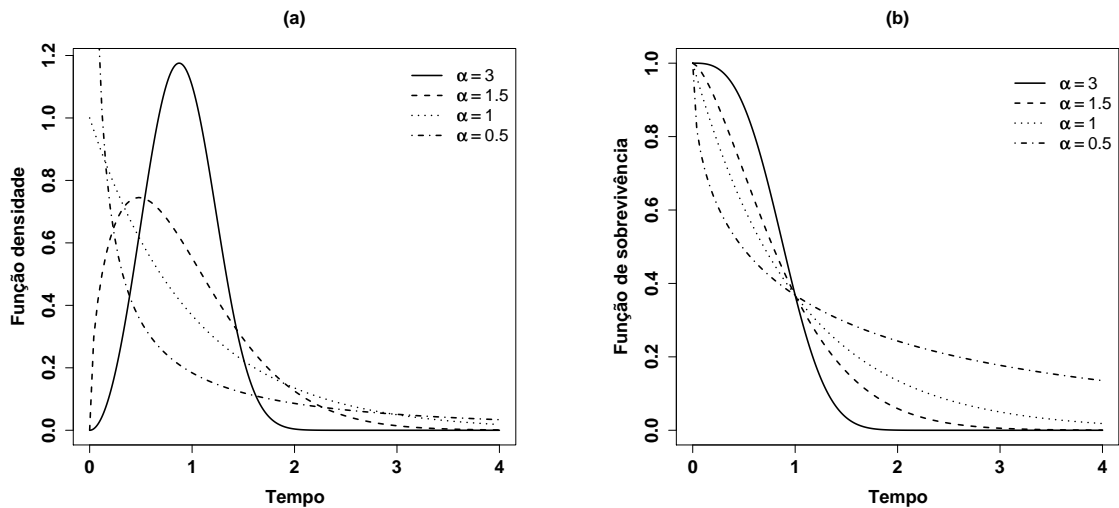 (a)
Função densidade
1.2
1.0
0.8
0.6
0.4
0.2
0.0
0 1 2 3 4
Tempo
α = 3
α = 1.5
α = 1
α = 0.5
(b)
Função de sobrevivência
1.0
0.8
0.6
0.4
0.2
0.0
0 1 2 3 4
Tempo
α = 3
α = 1.5
α = 1
α = 0.5